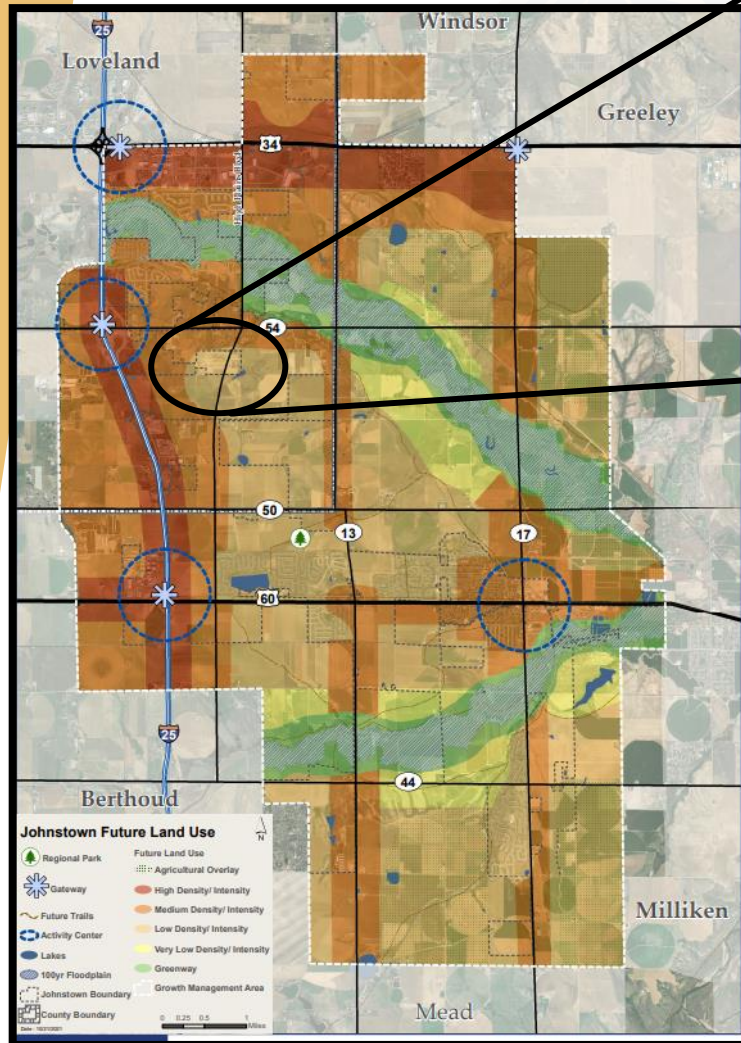 25
Windsor
Loveland
Greeley
34
54
50
13
17
60
25
44
Berthoud
Johnstown Future Land Use
N
Regional Park
Gateway
Future Trails
Activity Center
Lakes
100yr Floodplain
Johnstown Boundary
County Boundary
Future Land Use
Agricultural Overlay
High Density/ Intensity
Medium Density/ Intensity
Low Density/ Intensity
Very Low Density/ Intensity
Greenway
Growth Management Area
0 0.25 0.5 1
Miles
Milliken
Mead